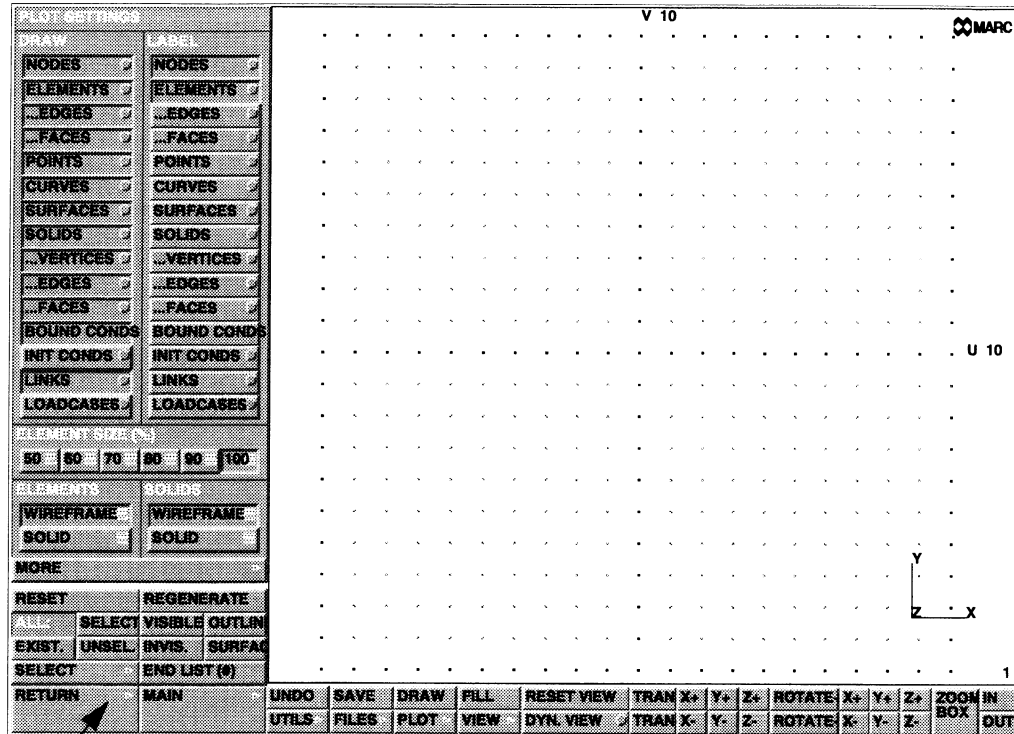 PLOT SETTINGS
DRAW LABEL
NODES NODES
ELEMENTS ELEMENTS
...EDGES ...EDGES
...FACES ...FACES
POINTS POINTS
CURVES CURVES
SURFACES SURFACES
SOLIDS SOLIDS
...VERTICES ...VERTICES
...EDGES ...EDGES
...FACES ...FACES
BOUND CONDS BOUND CONDS
INIT CONDS INIT CONDS
LINKS LINKS
LOADCASES LOADCASES
ELEMENT SIZE (%)
50 60 70 80 90 100
ELEMENTS SOLIDS
WIREFRAME WIREFRAME
SOLID SOLID
MORE
RESET REGENERATE
ALL: SELECT VISIBLE OUTLIN
EXIST. UNSEL. INVIS. SURFAC
SELECT END LIST (#)
RETURN MAIN
V 10
MARC
U 10
Y
Z X
1
UNDO SAVE DRAW FILL RESET VIEW TRAN X+ Y+ Z+ ROTATE X+ Y+ Z+ ZOOM IN
UTILS FILES PLOT VIEW DYN. VIEW TRAN X- Y- Z- ROTATE X- Y- Z- BOX OUT